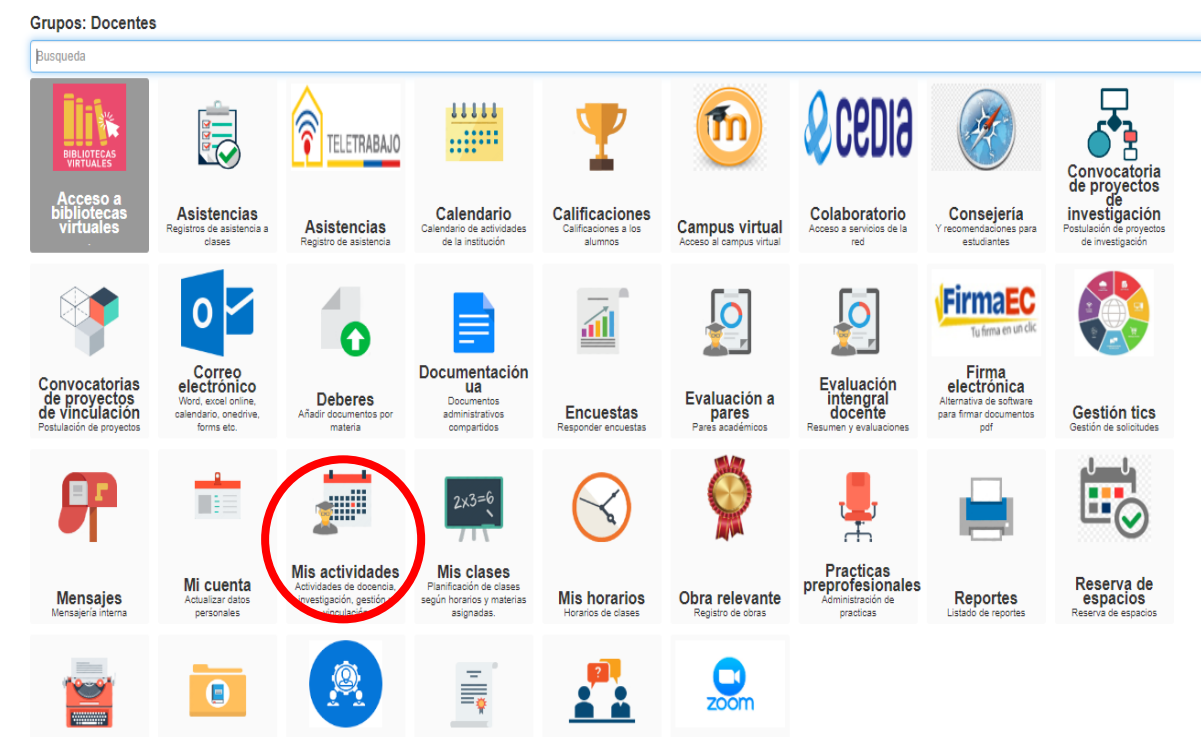 Grupos: Docentes
Busqueda
BIBLIOTECAS
VIRTUALES
Acceso a
bibliotecas
virtuales
.
Asistencias
Registros de asistencia a
clases
TELETRABAJO
Asistencias
Registro de asistencia
Calendario
Calendario de actividades
de la institución
Calificaciones
Calificaciones a los
alumnos
m
Campus virtual
Acceso al campus virtual
cedia
Colaboratorio
Acceso a servicios de la
red
Consejería
Y recomendaciones para
estudiantes
Convocatoria
de proyectos
de
investigación
Postulación de proyectos
de investigación
Convocatorias
de proyectos
de vinculación
Postulación de proyectos
O
Correo
electrónico
Word, excel online,
calendario, onedrive,
forms etc.
Deberes
Añadir documentos por
materia
Documentación
ua
Documentos
administrativos
compartidos
Encuestas
Responder encuestas
Evaluación a
pares
Pares académicos
Evaluación
intengral
docente
Resumen y evaluaciones
FirmaEC
Tu firma en un clic
Firma
electrónica
Alternativa de software
para firmar documentos
pdf
Gestión tics
Gestión de solicitudes
Mensajes
Mensajería interna
Mi cuenta
Actualizar datos
personales
Mis actividades
Actividades de docencia,
investigación, gestión o
vinculación
2x3=6
Mis clases
Planificación de clases
según horarios y materias
asignadas.
Mis horarios
Horarios de clases
Obra relevante
Registro de obras
Practicas
preprofesionales
Administración de
practicas
Reportes
Listado de reportes
Reserva de
espacios
Reserva de espacios
?
zoom